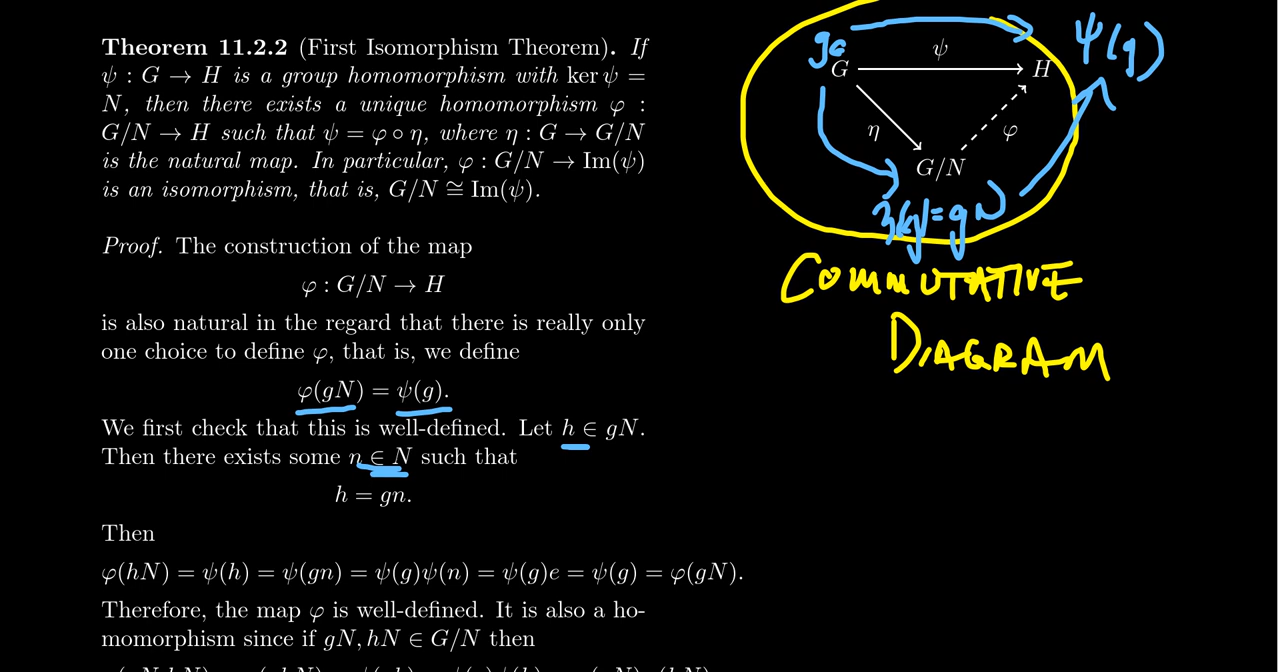 Theorem 11.2.2 (First Isomorphism Theorem). If
ψ : G → H is a group homomorphism with ker ψ =
N, then there exists a unique homomorphism φ :
G/N → H such that ψ = φ ∘ η, where η : G → G/N
is the natural map. In particular, φ : G/N → Im(ψ)
is an isomorphism, that is, G/N ≅ Im(ψ).
Proof. The construction of the map
φ : G/N → H
is also natural in the regard that there is really only
one choice to define φ, that is, we define
φ(gN) = ψ(g).
We first check that this is well-defined. Let h ∈ gN.
Then there exists some n ∈ N such that
h = gn.
Then
φ(hN) = ψ(h) = ψ(gn) = ψ(g)ψ(n) = ψ(g)e = ψ(g) = φ(gN).
Therefore, the map φ is well-defined. It is also a ho-
momorphism since if gN, hN ∈ G/N then
ψ(g)
ψ
G H
η φ
G/N
η(g)=gN
COMMUTATIVE
DIAGRAM